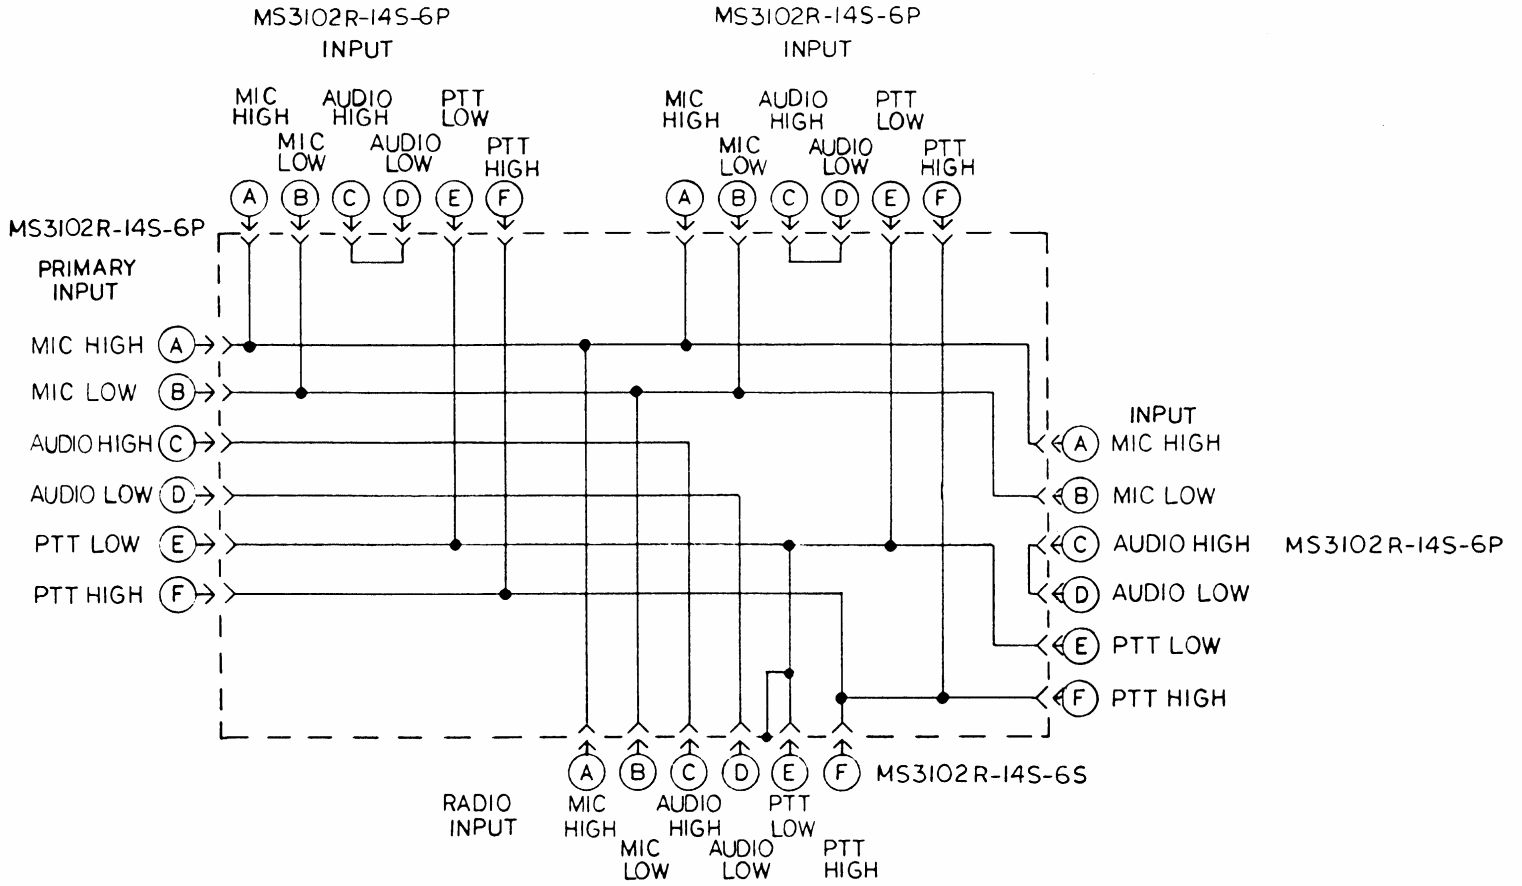 MS3102R-14S-6P
INPUT
MS3102R-14S-6P
INPUT
MIC HIGH
MIC LOW
AUDIO HIGH
AUDIO LOW
PTT LOW
PTT HIGH
MIC HIGH
MIC LOW
AUDIO HIGH
AUDIO LOW
PTT LOW
PTT HIGH
A B C D E F
A B C D E F
MS3102R-14S-6P
PRIMARY
INPUT
MIC HIGH A
MIC LOW B
AUDIO HIGH C
AUDIO LOW D
PTT LOW E
PTT HIGH F
INPUT
A MIC HIGH
B MIC LOW
C AUDIO HIGH MS3102R-14S-6P
D AUDIO LOW
E PTT LOW
F PTT HIGH
A B C D E F MS3102R-14S-6S
RADIO
INPUT
MIC HIGH
MIC LOW
AUDIO HIGH
AUDIO LOW
PTT LOW
PTT HIGH